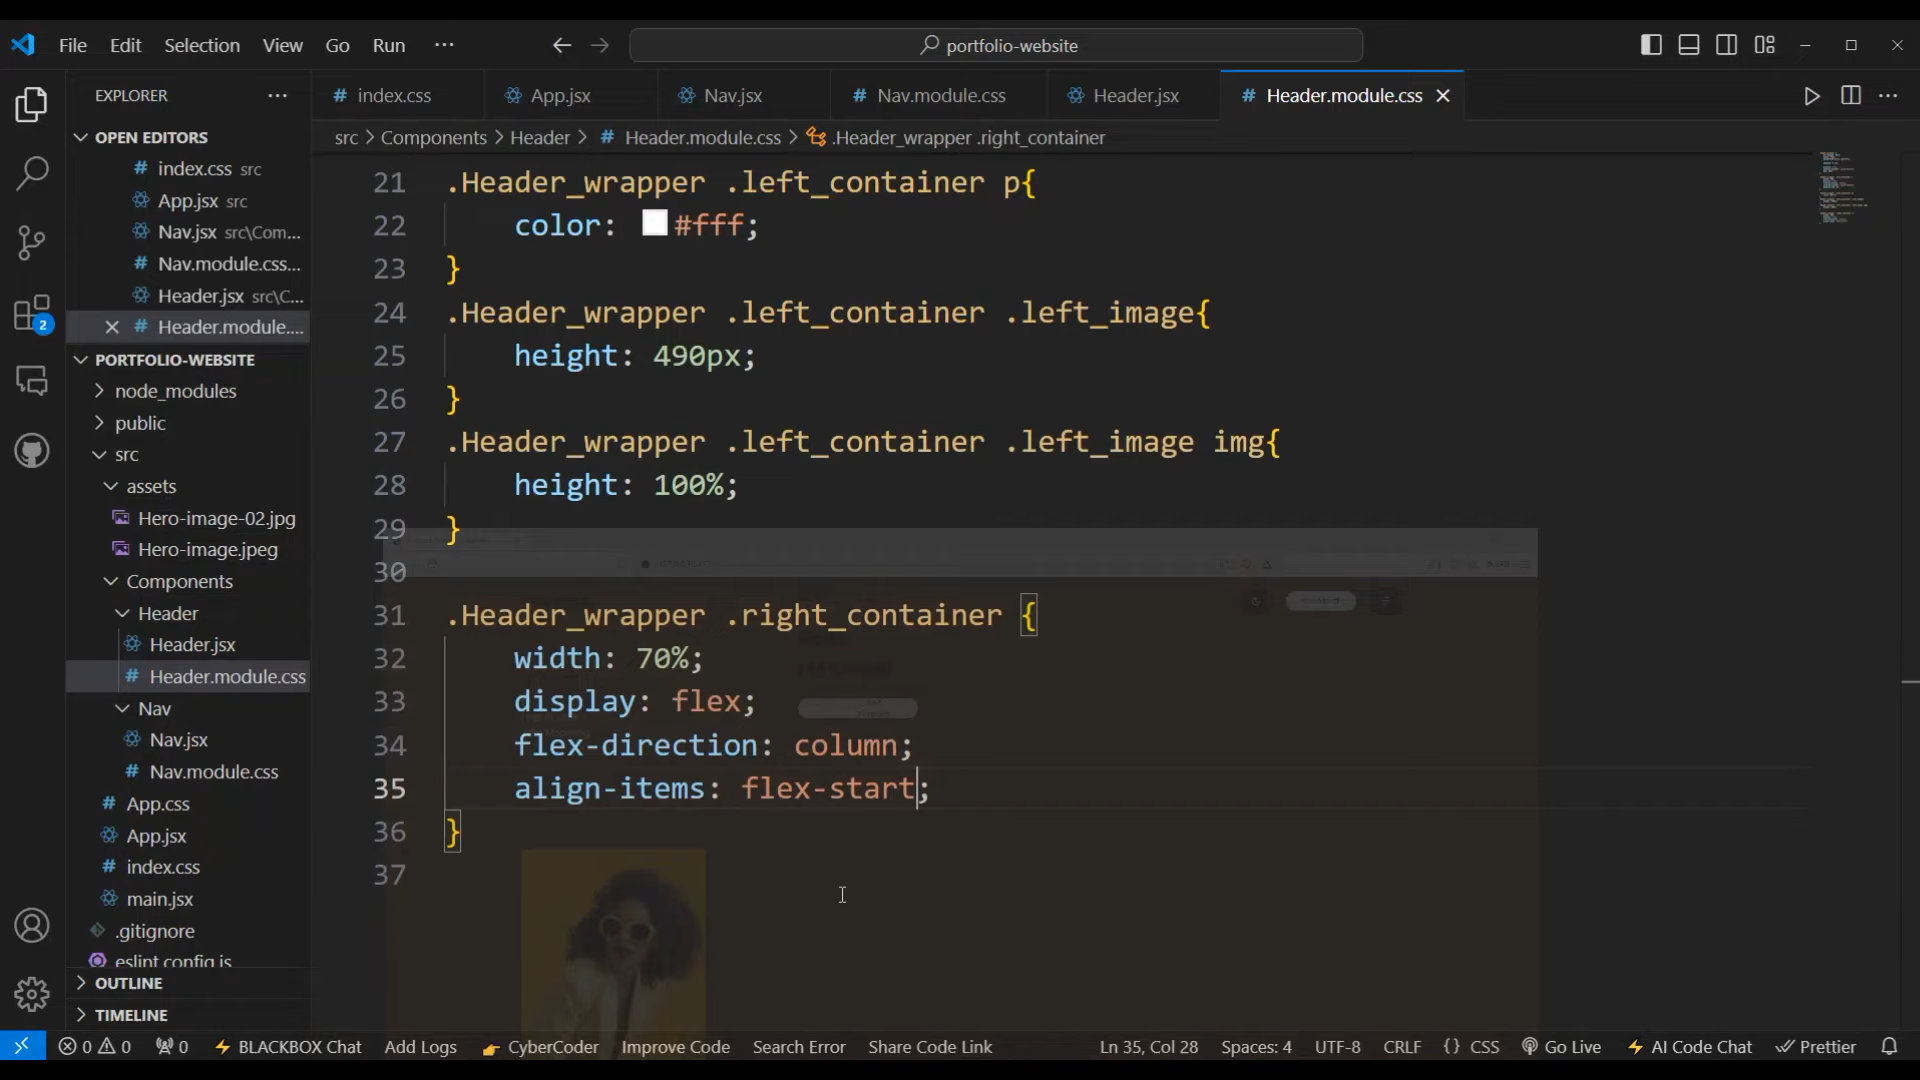 File Edit Selection View Go Run ··· portfolio-website
EXPLORER ···
index.css App.jsx Nav.jsx Nav.module.css Header.jsx Header.module.css
src > Components > Header > Header.module.css > .Header_wrapper .right_container
OPEN EDITORS
index.css src
App.jsx src
Nav.jsx src\Com...
Nav.module.css...
Header.jsx src\C...
Header.module....
PORTFOLIO-WEBSITE
node_modules
public
src
assets
Hero-image-02.jpg
Hero-image.jpeg
Components
Header
Header.jsx
Header.module.css
Nav
Nav.jsx
Nav.module.css
App.css
App.jsx
index.css
main.jsx
.gitignore
eslint.config.js
OUTLINE
TIMELINE
2
21 .Header_wrapper .left_container p{
22 color: #fff;
23 }
24 .Header_wrapper .left_container .left_image{
25 height: 490px;
26 }
27 .Header_wrapper .left_container .left_image img{
28 height: 100%;
29 }
30
31 .Header_wrapper .right_container {
32 width: 70%;
33 display: flex;
34 flex-direction: column;
35 align-items: flex-start;
36 }
37
0 0 0 BLACKBOX Chat Add Logs CyberCoder Improve Code Search Error Share Code Link Ln 35, Col 28 Spaces: 4 UTF-8 CRLF {} CSS Go Live AI Code Chat Prettier